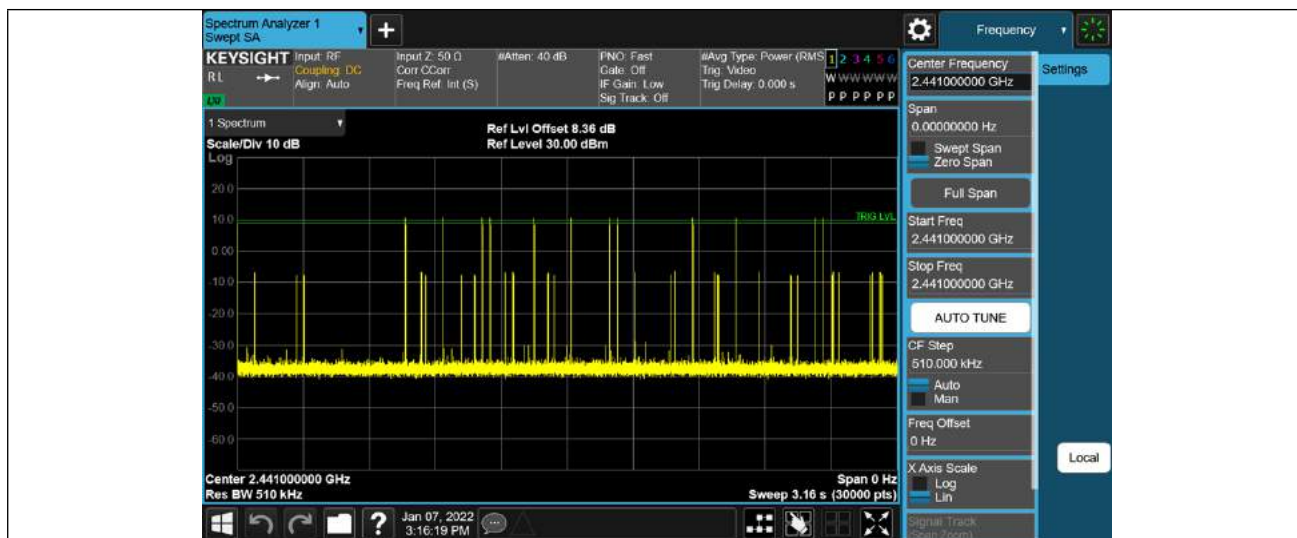 Spectrum Analyzer 1
Swept SA
Frequency
KEYSIGHT
RL
Input: RF
Coupling: DC
Align: Auto
Input Z: 50 Ω
Corr CCorr
Freq Ref: Int (S)
#Atten: 40 dB
PNO: Fast
Gate: Off
IF Gain: Low
Sig Track: Off
#Avg Type: Power (RMS
Trig: Video
Trig Delay: 0.000 s
1 2 3 4 5 6
W W W W W W
P P P P P P
1 Spectrum
Scale/Div 10 dB
Ref Lvl Offset 8.36 dB
Ref Level 30.00 dBm
Log
20.0
10.0
0.00
-10.0
-20.0
-30.0
-40.0
-50.0
-60.0
TRIG LVL
Center 2.441000000 GHz
Res BW 510 kHz
Span 0 Hz
Sweep 3.16 s (30000 pts)
Center Frequency
2.441000000 GHz
Settings
Span
0.00000000 Hz
Swept Span
Zero Span
Full Span
Start Freq
2.441000000 GHz
Stop Freq
2.441000000 GHz
AUTO TUNE
CF Step
510.000 kHz
Auto
Man
Freq Offset
0 Hz
X Axis Scale
Log
Lin
Signal Track
(Span Zoom)
Local
Jan 07, 2022
3:16:19 PM